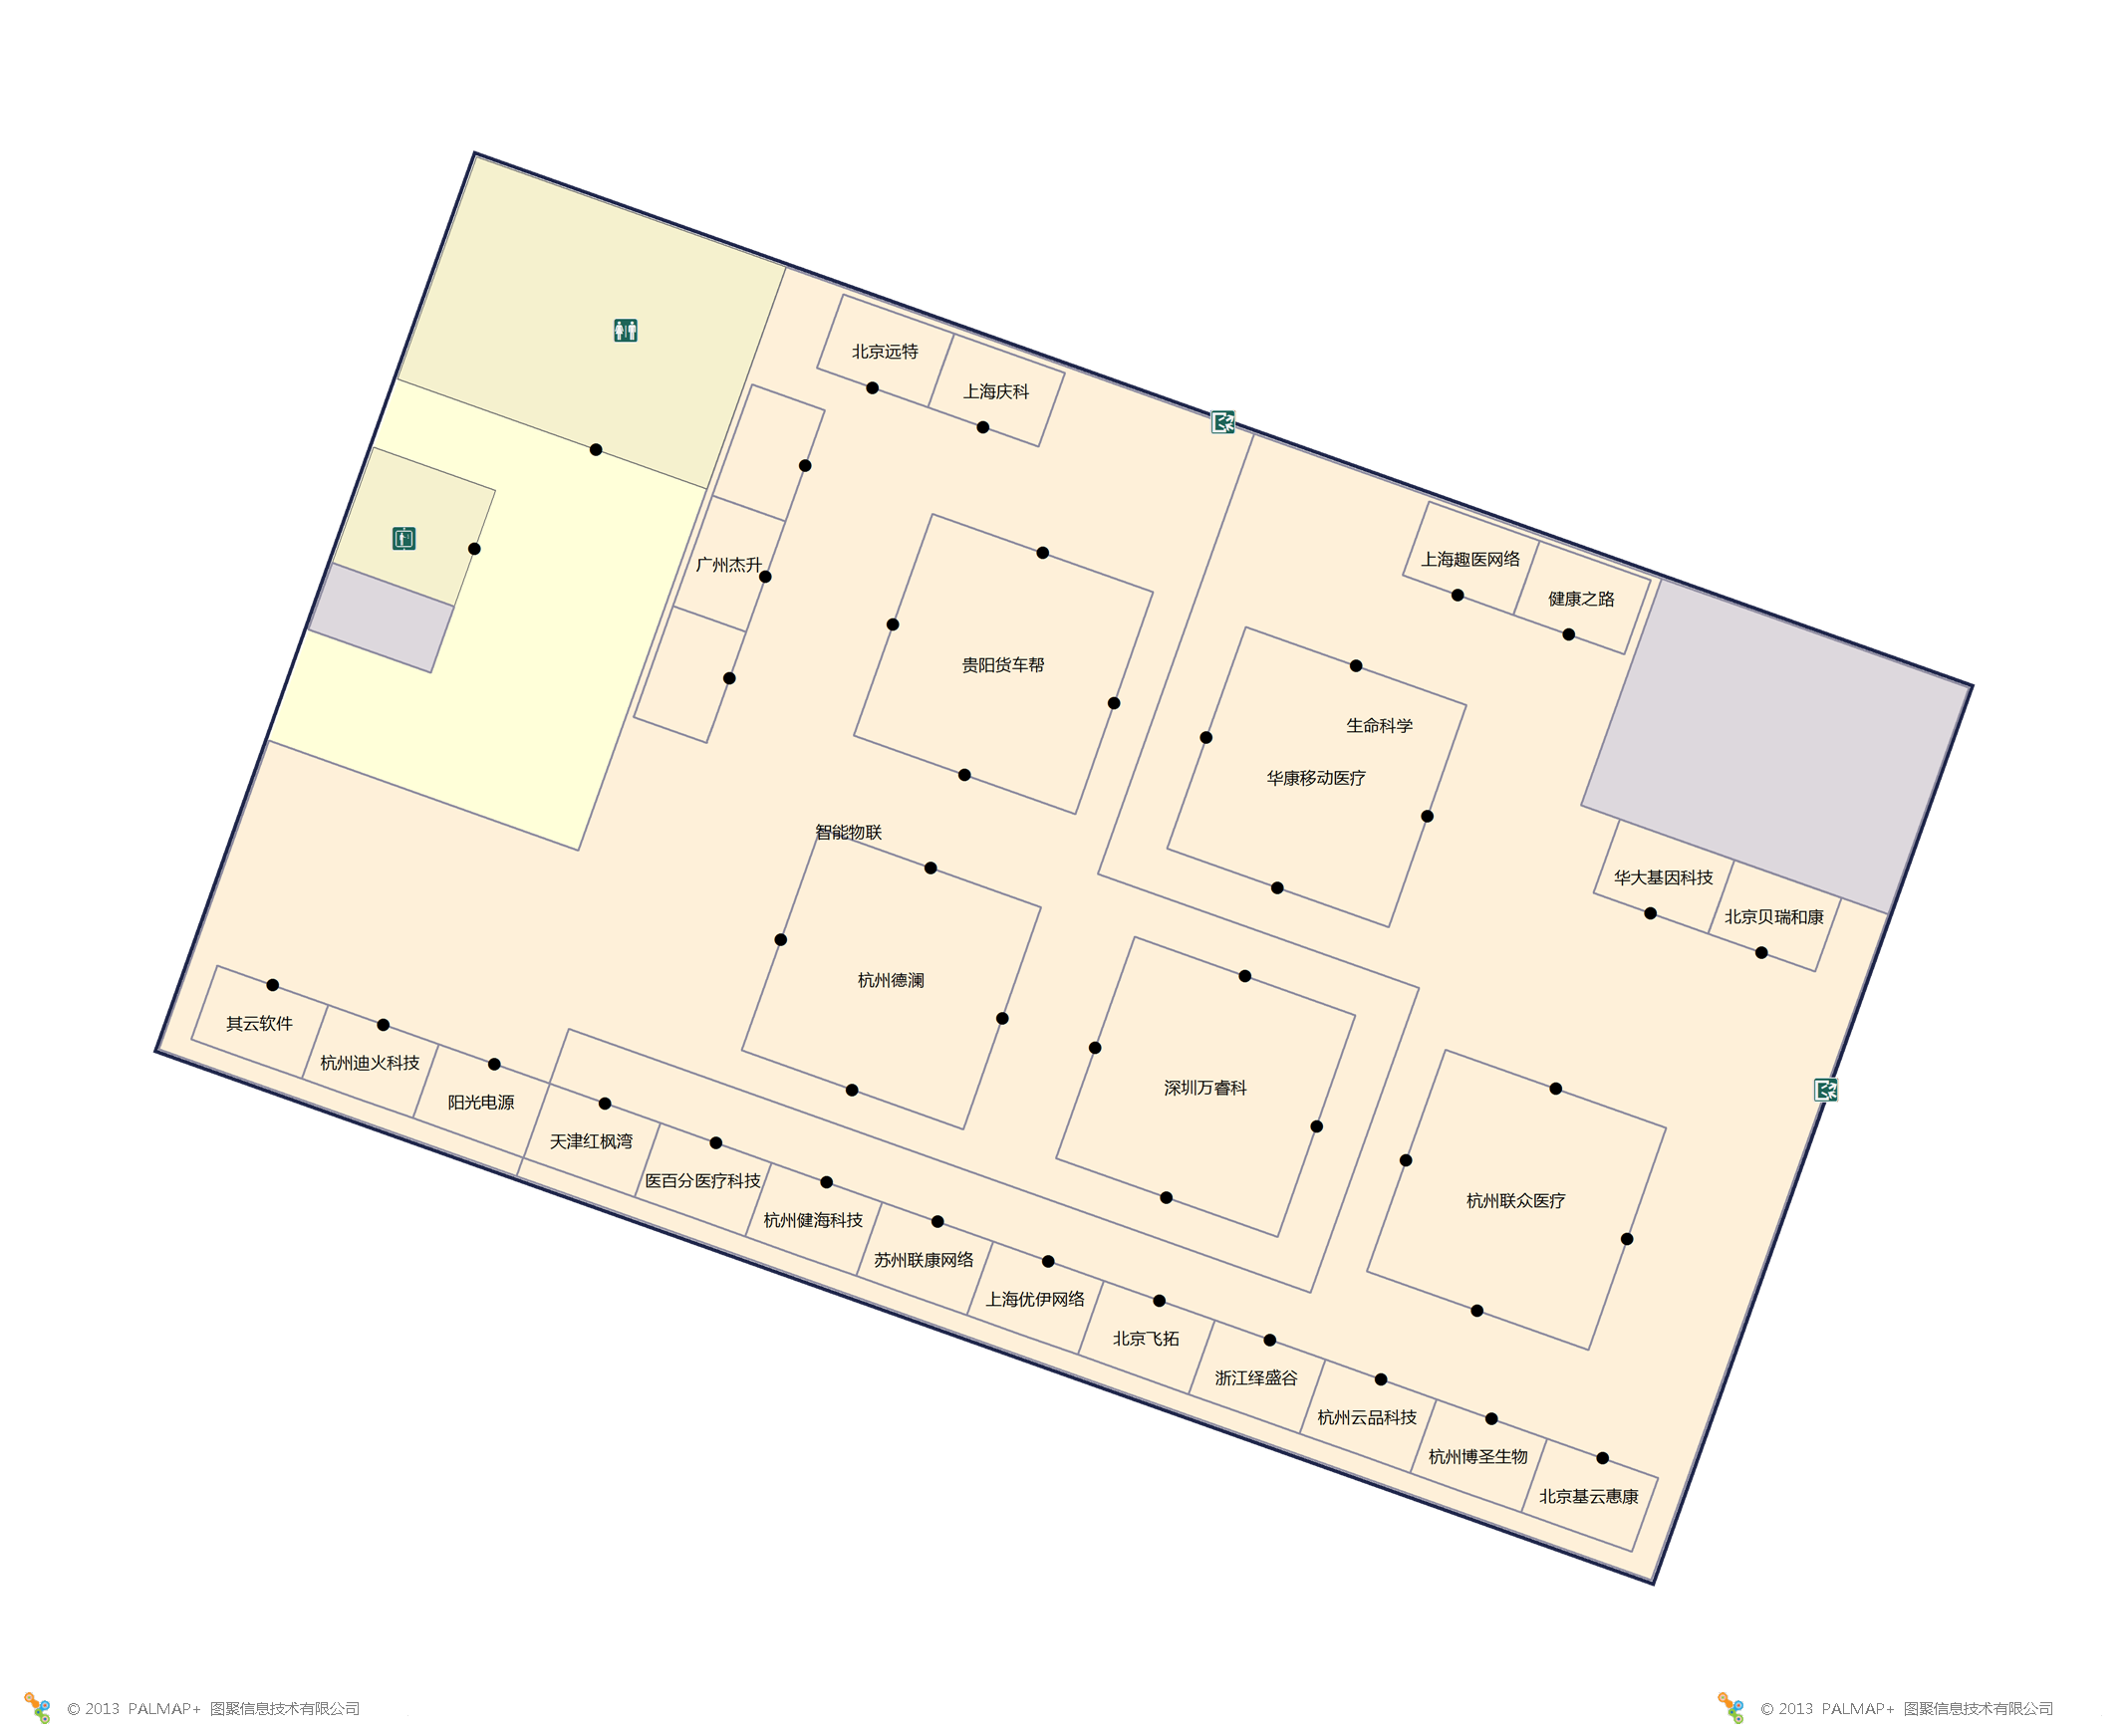 北京远特
上海庆科
广州杰升
上海趣医网络
健康之路
贵阳货车帮
生命科学
华康移动医疗
智能物联
华大基因科技
北京贝瑞和康
杭州德澜
其云软件
杭州迪火科技
阳光电源
深圳万睿科
天津红枫湾
医百分医疗科技
杭州联众医疗
杭州健海科技
苏州联康网络
上海优伊网络
北京飞拓
浙江绎盛谷
杭州云品科技
杭州博圣生物
北京基云惠康
© 2013 PALMAP+ 图聚信息技术有限公司
© 2013 PALMAP+ 图聚信息技术有限公司